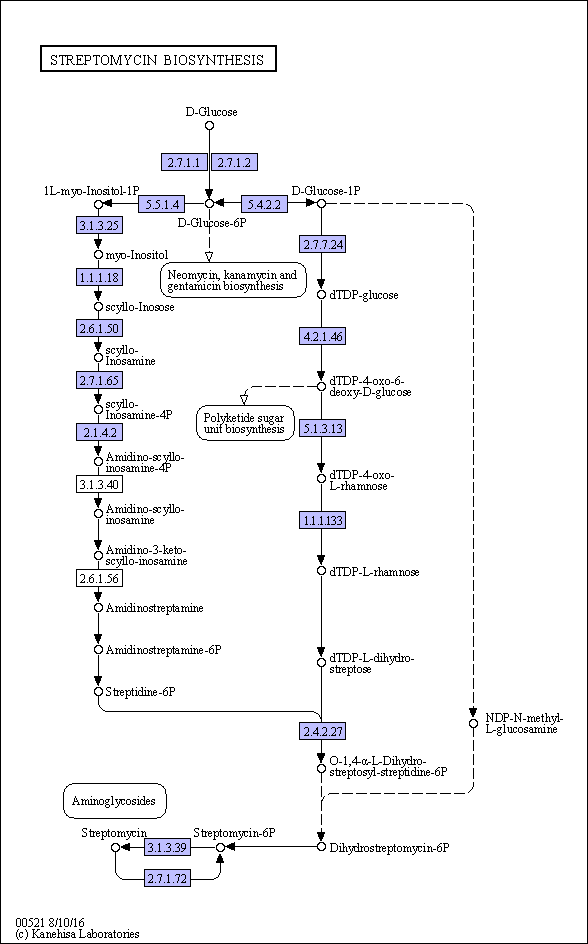 STREPTOMYCIN BIOSYNTHESIS
D-Glucose
2.7.1.1
2.7.1.2
1L-myo-Inositol-1P
5.5.1.4
5.4.2.2
D-Glucose-1P
D-Glucose-6P
3.1.3.25
2.7.7.24
myo-Inositol
Neomycin, kanamycin and
gentamicin biosynthesis
1.1.1.18
dTDP-glucose
scyllo-Inosose
2.6.1.50
4.2.1.46
scyllo-
Inosamine
2.7.1.65
dTDP-4-oxo-6-
deoxy-D-glucose
scyllo-
Inosamine-4P
Polyketide sugar
unit biosynthesis
2.1.4.2
5.1.3.13
Amidino-scyllo-
inosamine-4P
dTDP-4-oxo-
L-rhamnose
3.1.3.40
Amidino-scyllo-
inosamine
1.1.1.133
Amidino-3-keto-
scyllo-inosamine
2.6.1.56
dTDP-L-rhamnose
Amidinostreptamine
Amidinostreptamine-6P
dTDP-L-dihydro-
streptose
Streptidine-6P
NDP-N-methyl-
L-glucosamine
2.4.2.27
O-1,4-α-L-Dihydro-
streptosyl-streptidine-6P
Aminoglycosides
Streptomycin
Streptomycin-6P
3.1.3.39
Dihydrostreptomycin-6P
2.7.1.72
00521 8/10/16
(c) Kanehisa Laboratories